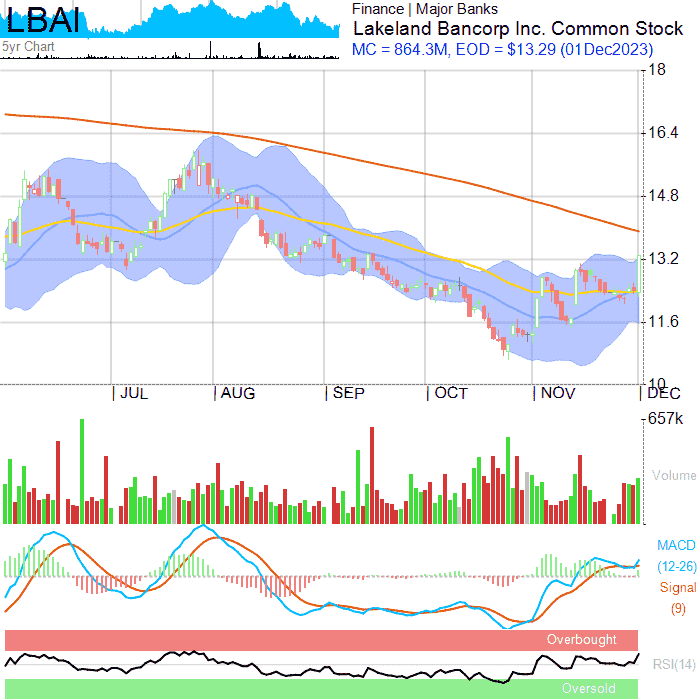 LBAI
5yr Chart
Finance | Major Banks
Lakeland Bancorp Inc. Common Stock
MC = 864.3M, EOD = $13.29 (01Dec2023)
18
16.4
14.8
13.2
11.6
10
JUL AUG SEP OCT NOV DEC
657k
Volume
MACD
(12-26)
Signal
(9)
Overbought
RSI(14)
Oversold